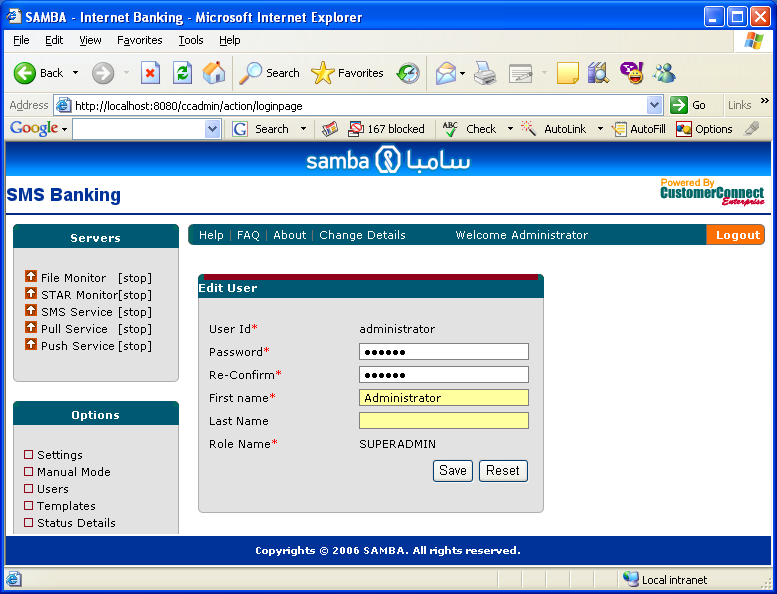 SAMBA - Internet Banking - Microsoft Internet Explorer
File Edit View Favorites Tools Help
Back Search Favorites
Address http://localhost:8080/ccadmin/action/loginpage Go Links »
Google G Search 167 blocked ABC Check AutoLink AutoFill Options
samba سامبا
SMS Banking
Powered By
CustomerConnect
Enterprise
Servers
File Monitor [stop]
STAR Monitor[stop]
SMS Service [stop]
Pull Service [stop]
Push Service [stop]
Options
Settings
Manual Mode
Users
Templates
Status Details
Help | FAQ | About | Change Details Welcome Administrator Logout
Edit User
User Id* administrator
Password* ••••••
Re-Confirm* ••••••
First name* Administrator
Last Name
Role Name* SUPERADMIN
Save Reset
Copyrights © 2006 SAMBA. All rights reserved.
Local intranet